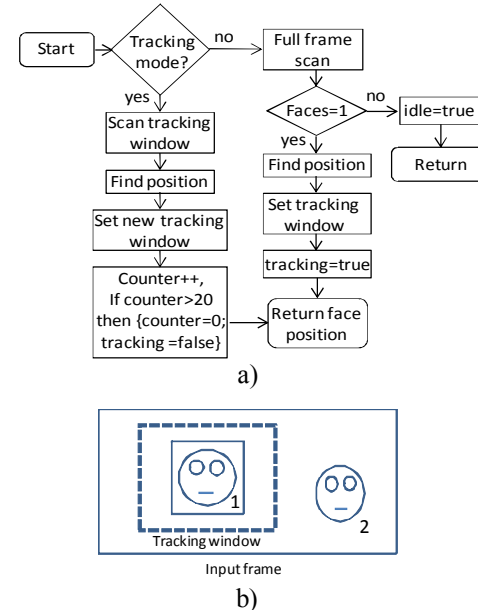 Start
Tracking
mode?
no
Full frame
scan
yes
Faces=1
no
idle=true
Return
yes
Scan tracking
window
Find position
Set new tracking
window
Counter++,
If counter>20
then {counter=0;
tracking =false}
Find position
Set tracking
window
tracking=true
Return face
position
a)
1
2
Tracking window
Input frame
b)